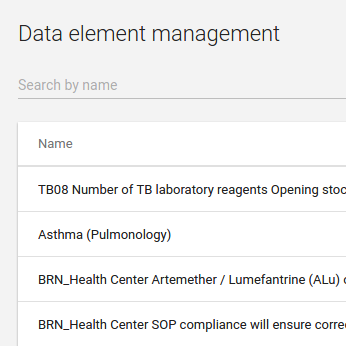 Data element management
Search by name
Name
TB08 Number of TB laboratory reagents Opening stoc
Asthma (Pulmonology)
BRN_Health Center Artemether / Lumefantrine (ALu)
BRN_Health Center SOP compliance will ensure corre